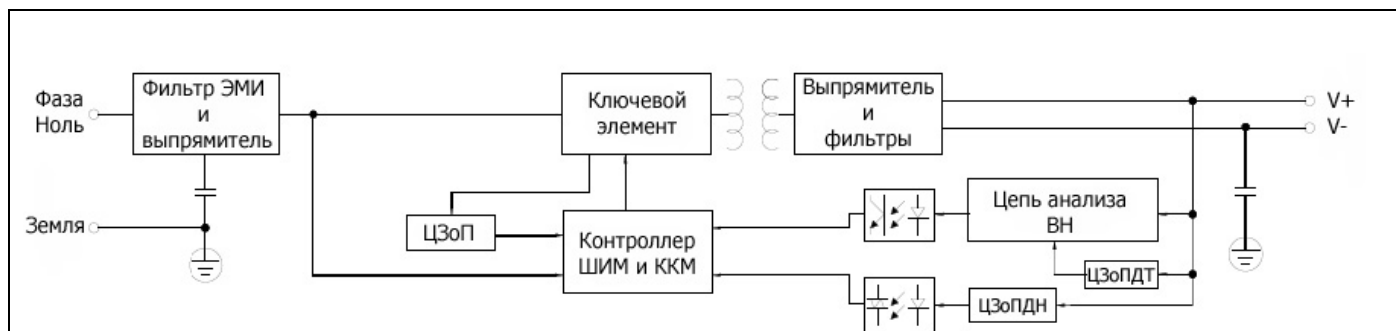 Фаза
Ноль
Фильтр ЭМИ
и
выпрямитель
Ключевой
элемент
Выпрямитель
и
фильтры
V+
V-
Земля
ЦЗоП
Контроллер
ШИМ и ККМ
Цепь анализа
ВН
ЦЗоПДТ
ЦЗоПДН